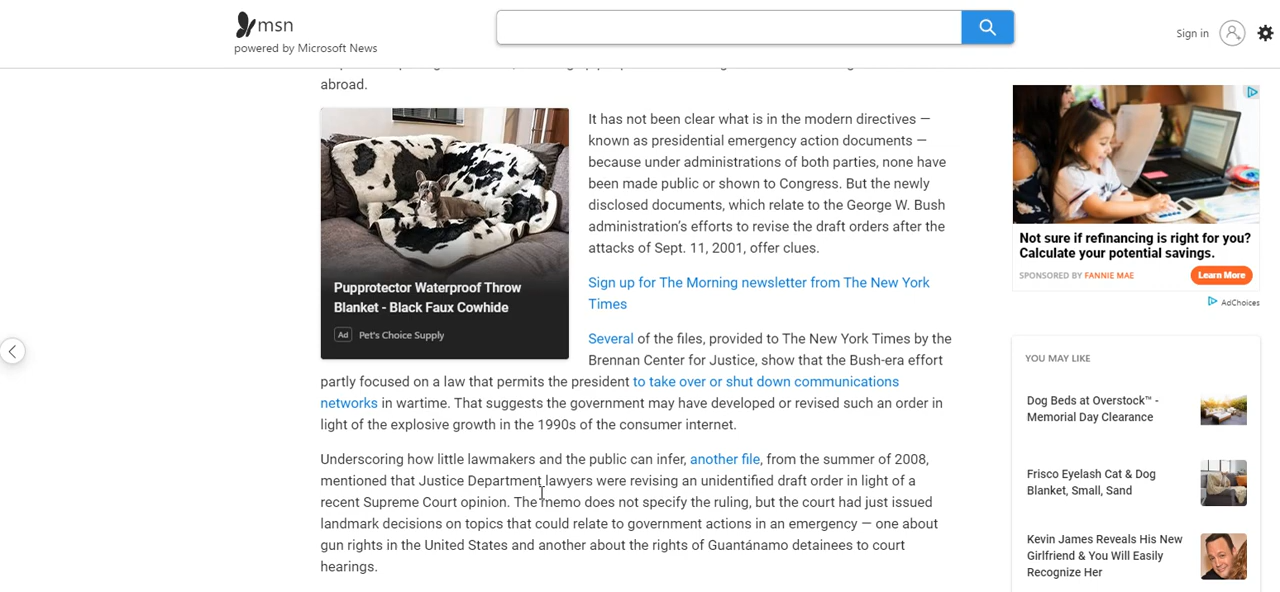 msn
powered by Microsoft News
Sign in
abroad.
It has not been clear what is in the modern directives —
known as presidential emergency action documents —
because under administrations of both parties, none have
been made public or shown to Congress. But the newly
disclosed documents, which relate to the George W. Bush
administration’s efforts to revise the draft orders after the
attacks of Sept. 11, 2001, offer clues.
Pupprotector Waterproof Throw
Blanket - Black Faux Cowhide
Ad Pet's Choice Supply
Sign up for The Morning newsletter from The New York
Times
Several of the files, provided to The New York Times by the
Brennan Center for Justice, show that the Bush-era effort
partly focused on a law that permits the president to take over or shut down communications
networks in wartime. That suggests the government may have developed or revised such an order in
light of the explosive growth in the 1990s of the consumer internet.
Underscoring how little lawmakers and the public can infer, another file, from the summer of 2008,
mentioned that Justice Department lawyers were revising an unidentified draft order in light of a
recent Supreme Court opinion. The memo does not specify the ruling, but the court had just issued
landmark decisions on topics that could relate to government actions in an emergency — one about
gun rights in the United States and another about the rights of Guantánamo detainees to court
hearings.
Not sure if refinancing is right for you?
Calculate your potential savings.
SPONSORED BY FANNIE MAE
Learn More
AdChoices
YOU MAY LIKE
Dog Beds at Overstock™ -
Memorial Day Clearance
Frisco Eyelash Cat & Dog
Blanket, Small, Sand
Kevin James Reveals His New
Girlfriend & You Will Easily
Recognize Her